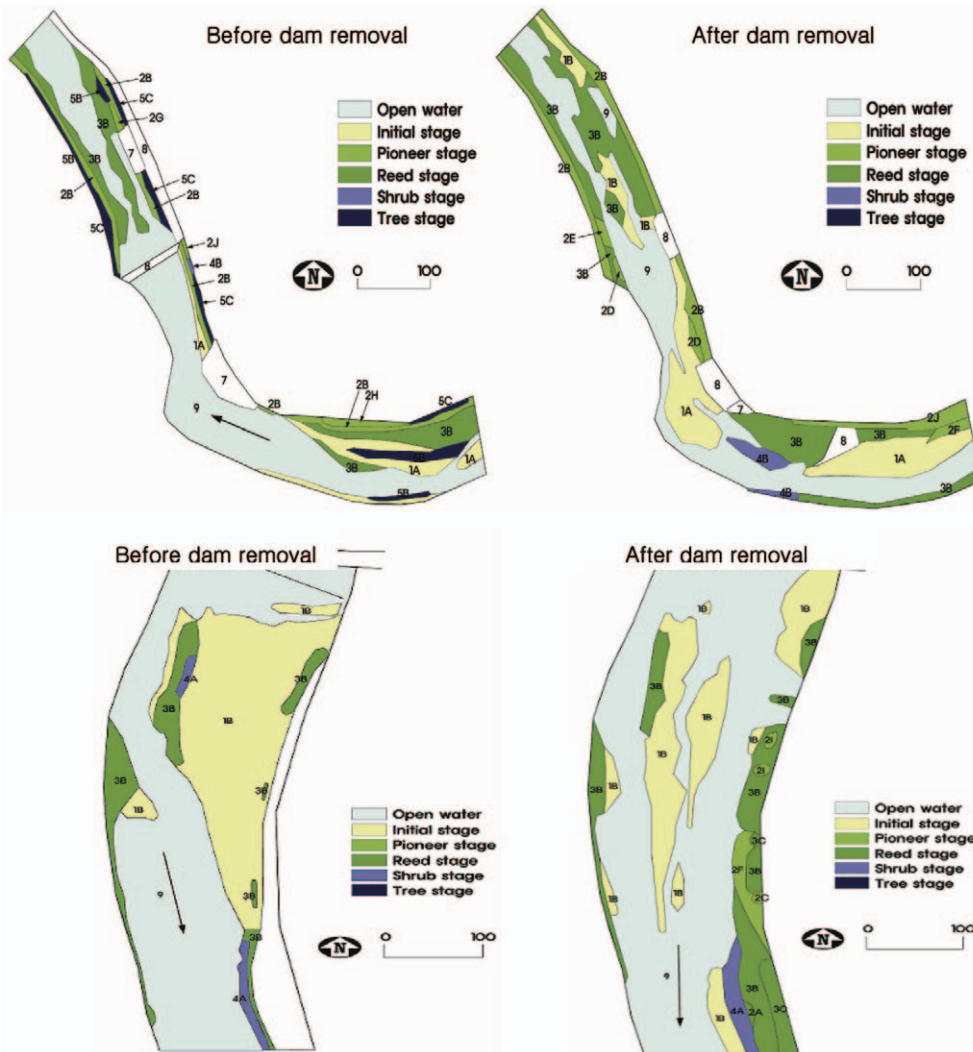 Before dam removal
After dam removal
2B
5C
5B
2G
3B
7
8
3B
5B
2B
5C
2B
5C
2J
8
4B
2B
5C
1A
7
9
2B
2B
2H
5C
3B
5B
1A
3B
1A
5B
Open water
Initial stage
Pioneer stage
Reed stage
Shrub stage
Tree stage
N
0 100
1B
2B
3B
9
3B
2B
1B
3B
1B
8
2E
3B
2D
9
2B
2D
1A
8
7
3B
4B
8
3B
2J
2F
1A
4B
3B
Open water
Initial stage
Pioneer stage
Reed stage
Shrub stage
Tree stage
N
0 100
Before dam removal
After dam removal
1B
4A
3B
3B
1B
3B
1B
3B
9
3B
3B
4A
Open water
Initial stage
Pioneer stage
Reed stage
Shrub stage
Tree stage
N
0 100
1B
1B
3B
3B
3B
1B
1B
1B
2I
2I
3B
1B
3B
3C
2F
3B
1B
1B
2C
9
3B
1B
4A
2A
3C
Open water
Initial stage
Pioneer stage
Reed stage
Shrub stage
Tree stage
N
0 100